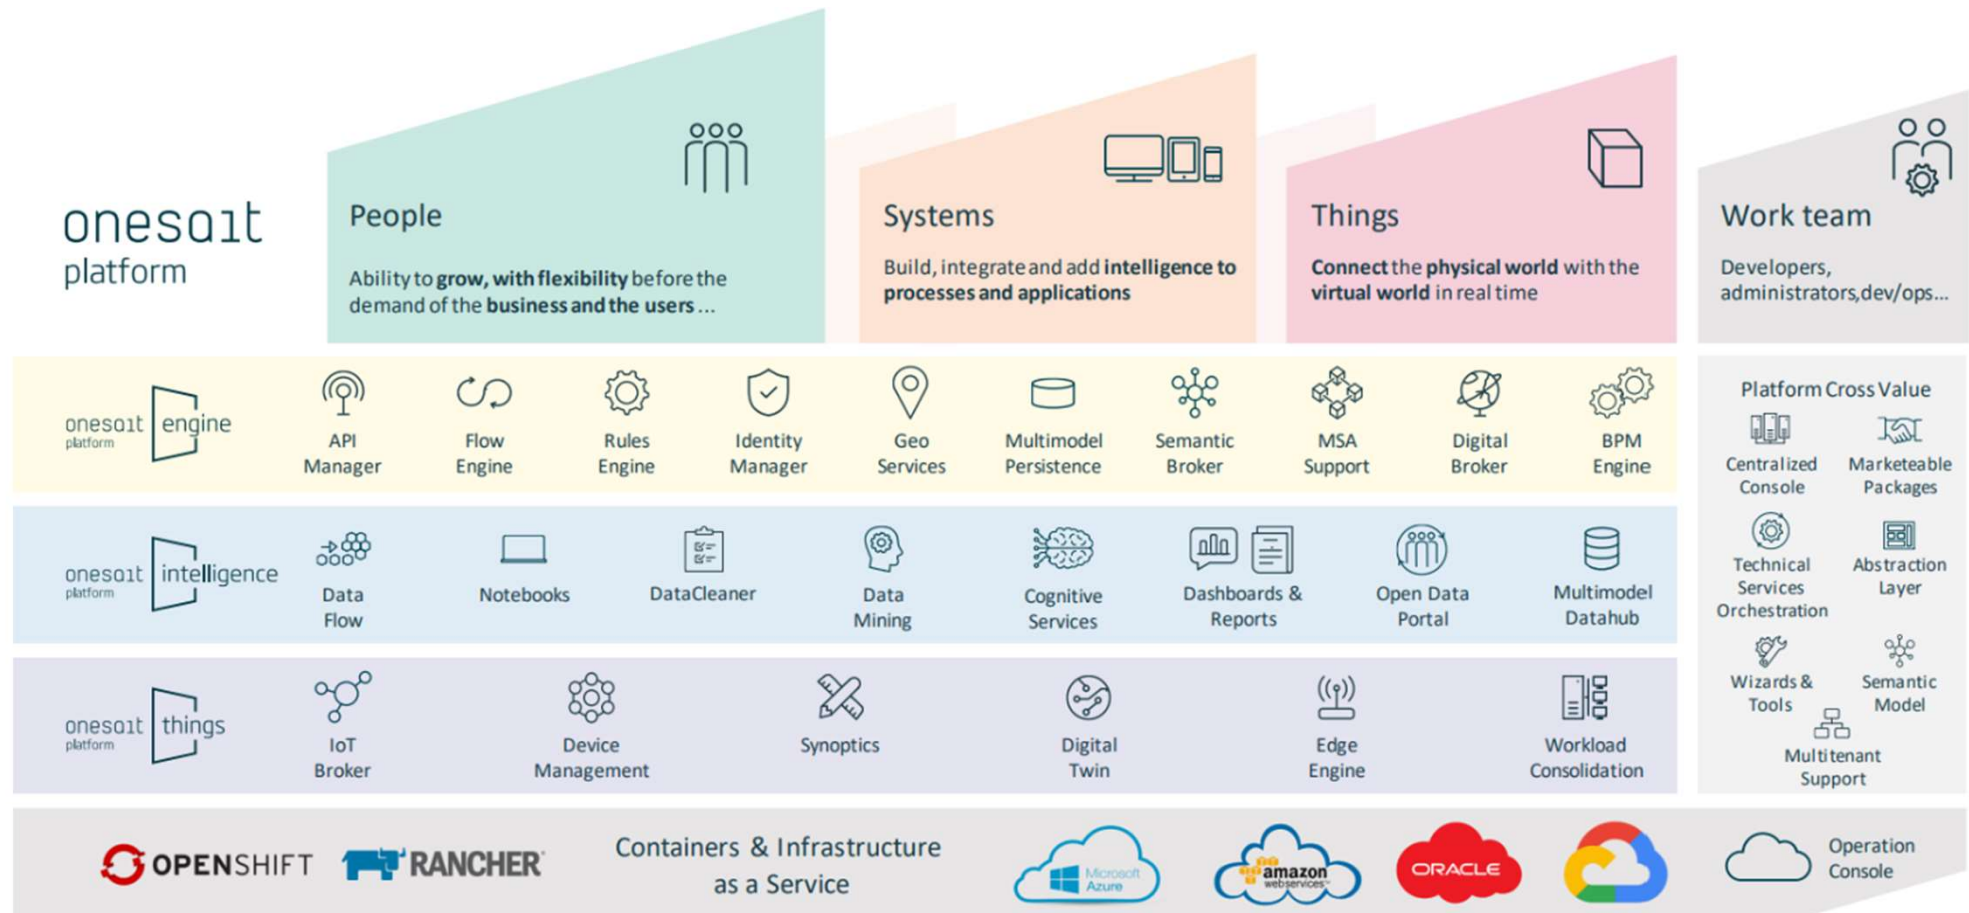 onesait
platform
People
Ability to grow, with flexibility before the
demand of the business and the users ...
Systems
Build, integrate and add intelligence to
processes and applications
Things
Connect the physical world with the
virtual world in real time
Work team
Developers,
administrators,dev/ops...
onesait engine
platform
API
Manager
Flow
Engine
Rules
Engine
Identity
Manager
Geo
Services
Multimodel
Persistence
Semantic
Broker
MSA
Support
Digital
Broker
BPM
Engine
onesait intelligence
platform
Data
Flow
Notebooks
DataCleaner
Data
Mining
Cognitive
Services
Dashboards &
Reports
Open Data
Portal
Multimodel
Datahub
onesait things
platform
IoT
Broker
Device
Management
Synoptics
Digital
Twin
Edge
Engine
Workload
Consolidation
Platform Cross Value
Centralized
Console
Marketeable
Packages
Technical
Services
Orchestration
Abstraction
Layer
Wizards &
Tools
Semantic
Model
Multitenant
Support
OPENSHIFT
RANCHER
Containers & Infrastructure
as a Service
Microsoft
Azure
amazon
webservices
ORACLE
Operation
Console